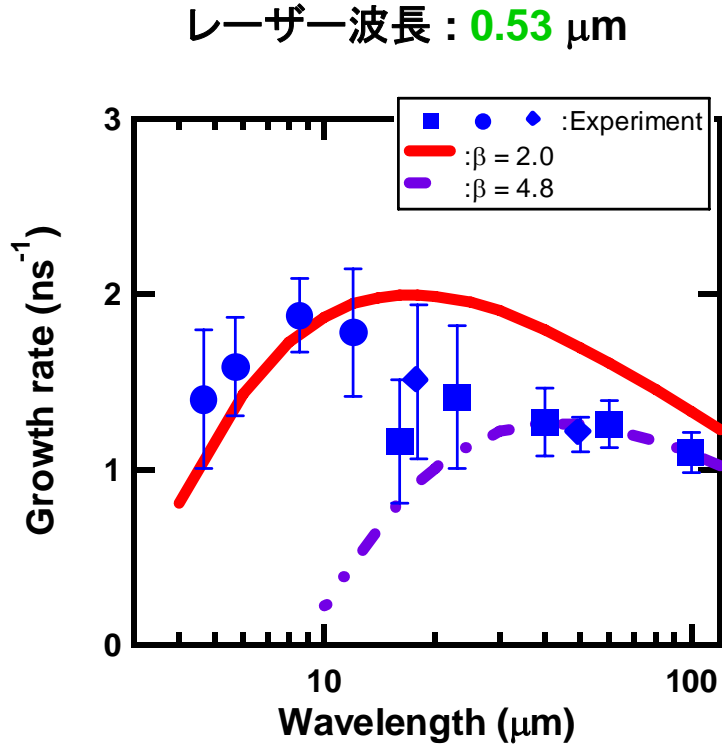 レーザー波長 : 0.53 μm
:Experiment
:β = 2.0
:β = 4.8
3
2
1
0
Growth rate (ns⁻¹)
10
100
Wavelength (μm)